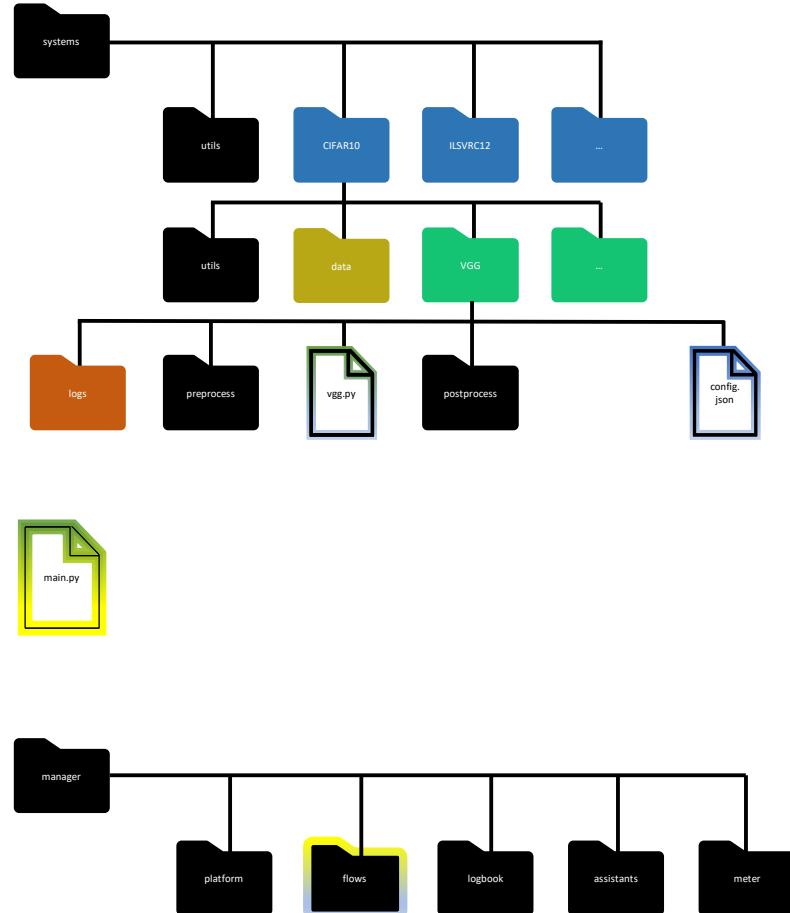 systems
utils
CIFAR10
ILSVRC12
...
utils
data
VGG
...
logs
preprocess
vgg.py
postprocess
config.
json
main.py
manager
platform
flows
logbook
assistants
meter